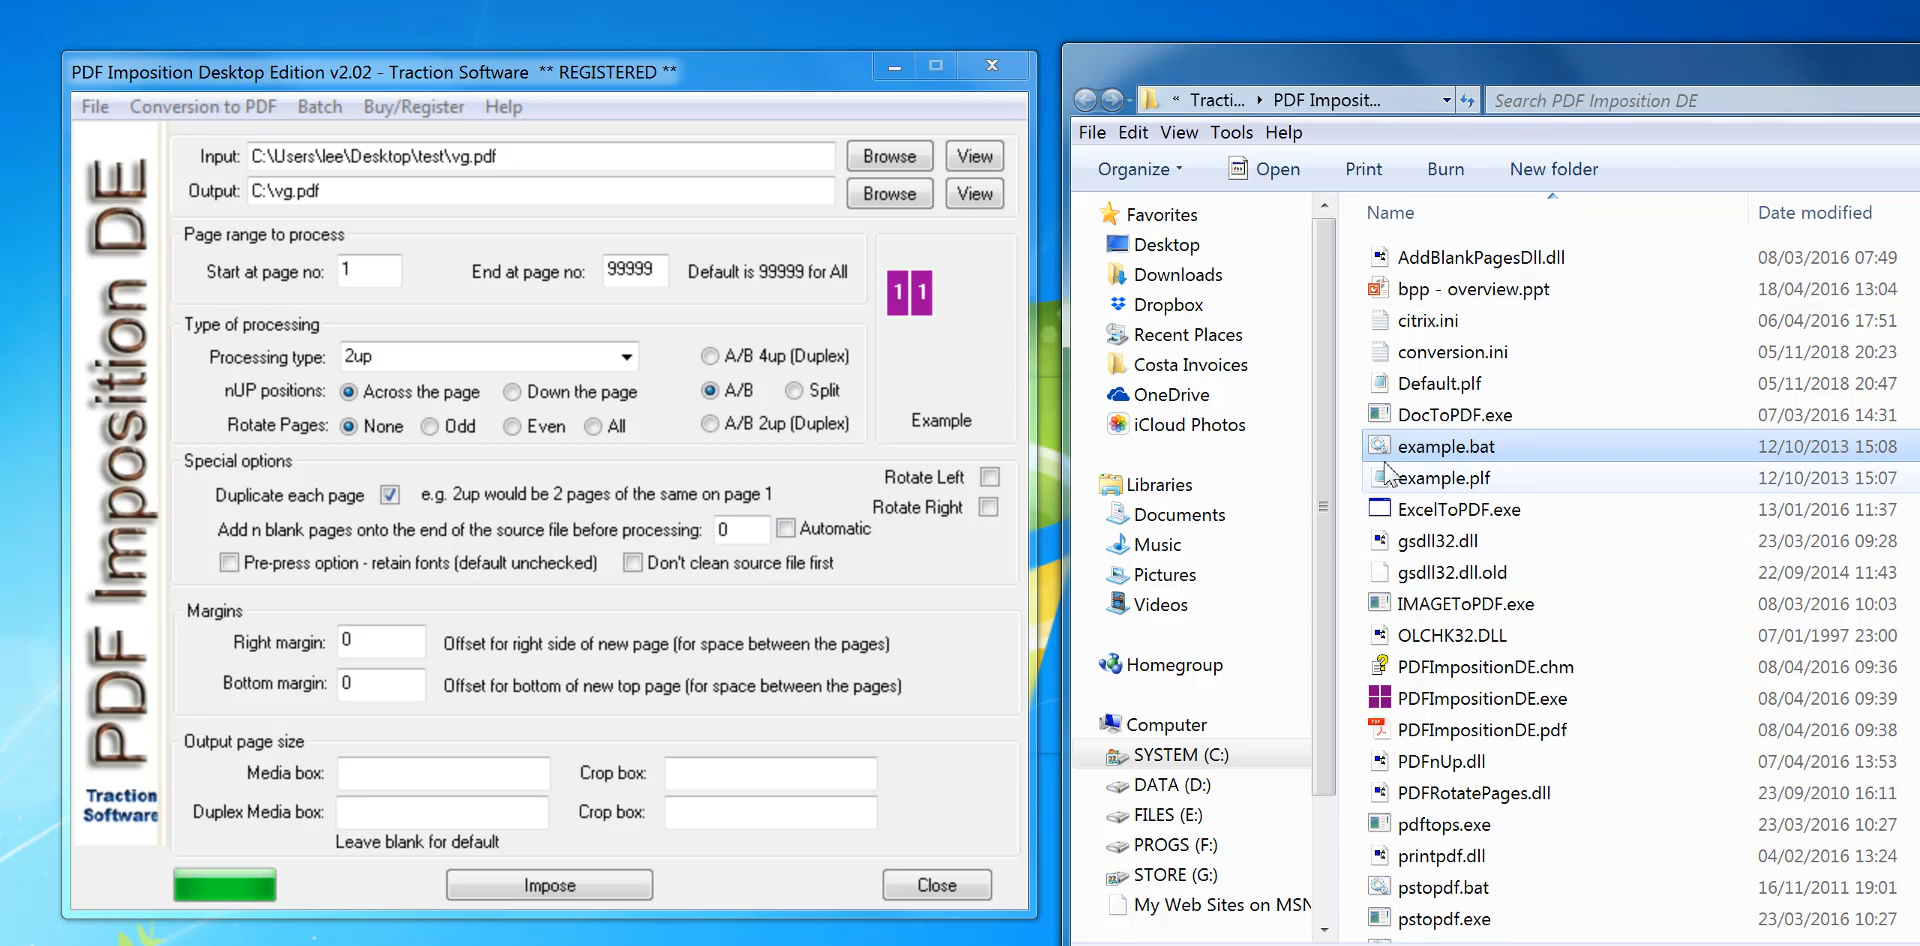 PDF Imposition Desktop Edition v2.02 - Traction Software  ** REGISTERED **
File Conversion to PDF Batch Buy/Register Help
PDF Imposition DE
Traction
Software
Input: C:\Users\lee\Desktop\test\vg.pdf Browse View
Output: C:\vg.pdf Browse View
Page range to process
Start at page no: 1 End at page no: 99999 Default is 99999 for All
1 1
Example
Type of processing
Processing type: 2up A/B 4up (Duplex)
nUP positions: Across the page Down the page A/B Split
Rotate Pages: None Odd Even All A/B 2up (Duplex)
Special options
Rotate Left
Duplicate each page e.g. 2up would be 2 pages of the same on page 1
Rotate Right
Add n blank pages onto the end of the source file before processing: 0 Automatic
Pre-press option - retain fonts (default unchecked) Don't clean source file first
Margins
Right margin: 0 Offset for right side of new page (for space between the pages)
Bottom margin: 0 Offset for bottom of new top page (for space between the pages)
Output page size
Media box: Crop box:
Duplex Media box: Crop box:
Leave blank for default
Impose Close
« Tracti... PDF Imposit... Search PDF Imposition DE
File Edit View Tools Help
Organize Open Print Burn New folder
Favorites
Desktop
Downloads
Dropbox
Recent Places
Costa Invoices
OneDrive
iCloud Photos
Libraries
Documents
Music
Pictures
Videos
Homegroup
Computer
SYSTEM (C:)
DATA (D:)
FILES (E:)
PROGS (F:)
STORE (G:)
My Web Sites on MSN
Name Date modified
AddBlankPagesDll.dll 08/03/2016 07:49
bpp - overview.ppt 18/04/2016 13:04
citrix.ini 06/04/2016 17:51
conversion.ini 05/11/2018 20:23
Default.plf 05/11/2018 20:47
DocToPDF.exe 07/03/2016 14:31
example.bat 12/10/2013 15:08
example.plf 12/10/2013 15:07
ExcelToPDF.exe 13/01/2016 11:37
gsdll32.dll 23/03/2016 09:28
gsdll32.dll.old 22/09/2014 11:43
IMAGEToPDF.exe 08/03/2016 10:03
OLCHK32.DLL 07/01/1997 23:00
PDFImpositionDE.chm 08/04/2016 09:36
PDFImpositionDE.exe 08/04/2016 09:39
PDFImpositionDE.pdf 08/04/2016 09:38
PDFnUp.dll 07/04/2016 13:53
PDFRotatePages.dll 23/09/2010 16:11
pdftops.exe 23/03/2016 10:27
printpdf.dll 04/02/2016 13:24
pstopdf.bat 16/11/2011 19:01
pstopdf.exe 23/03/2016 10:27